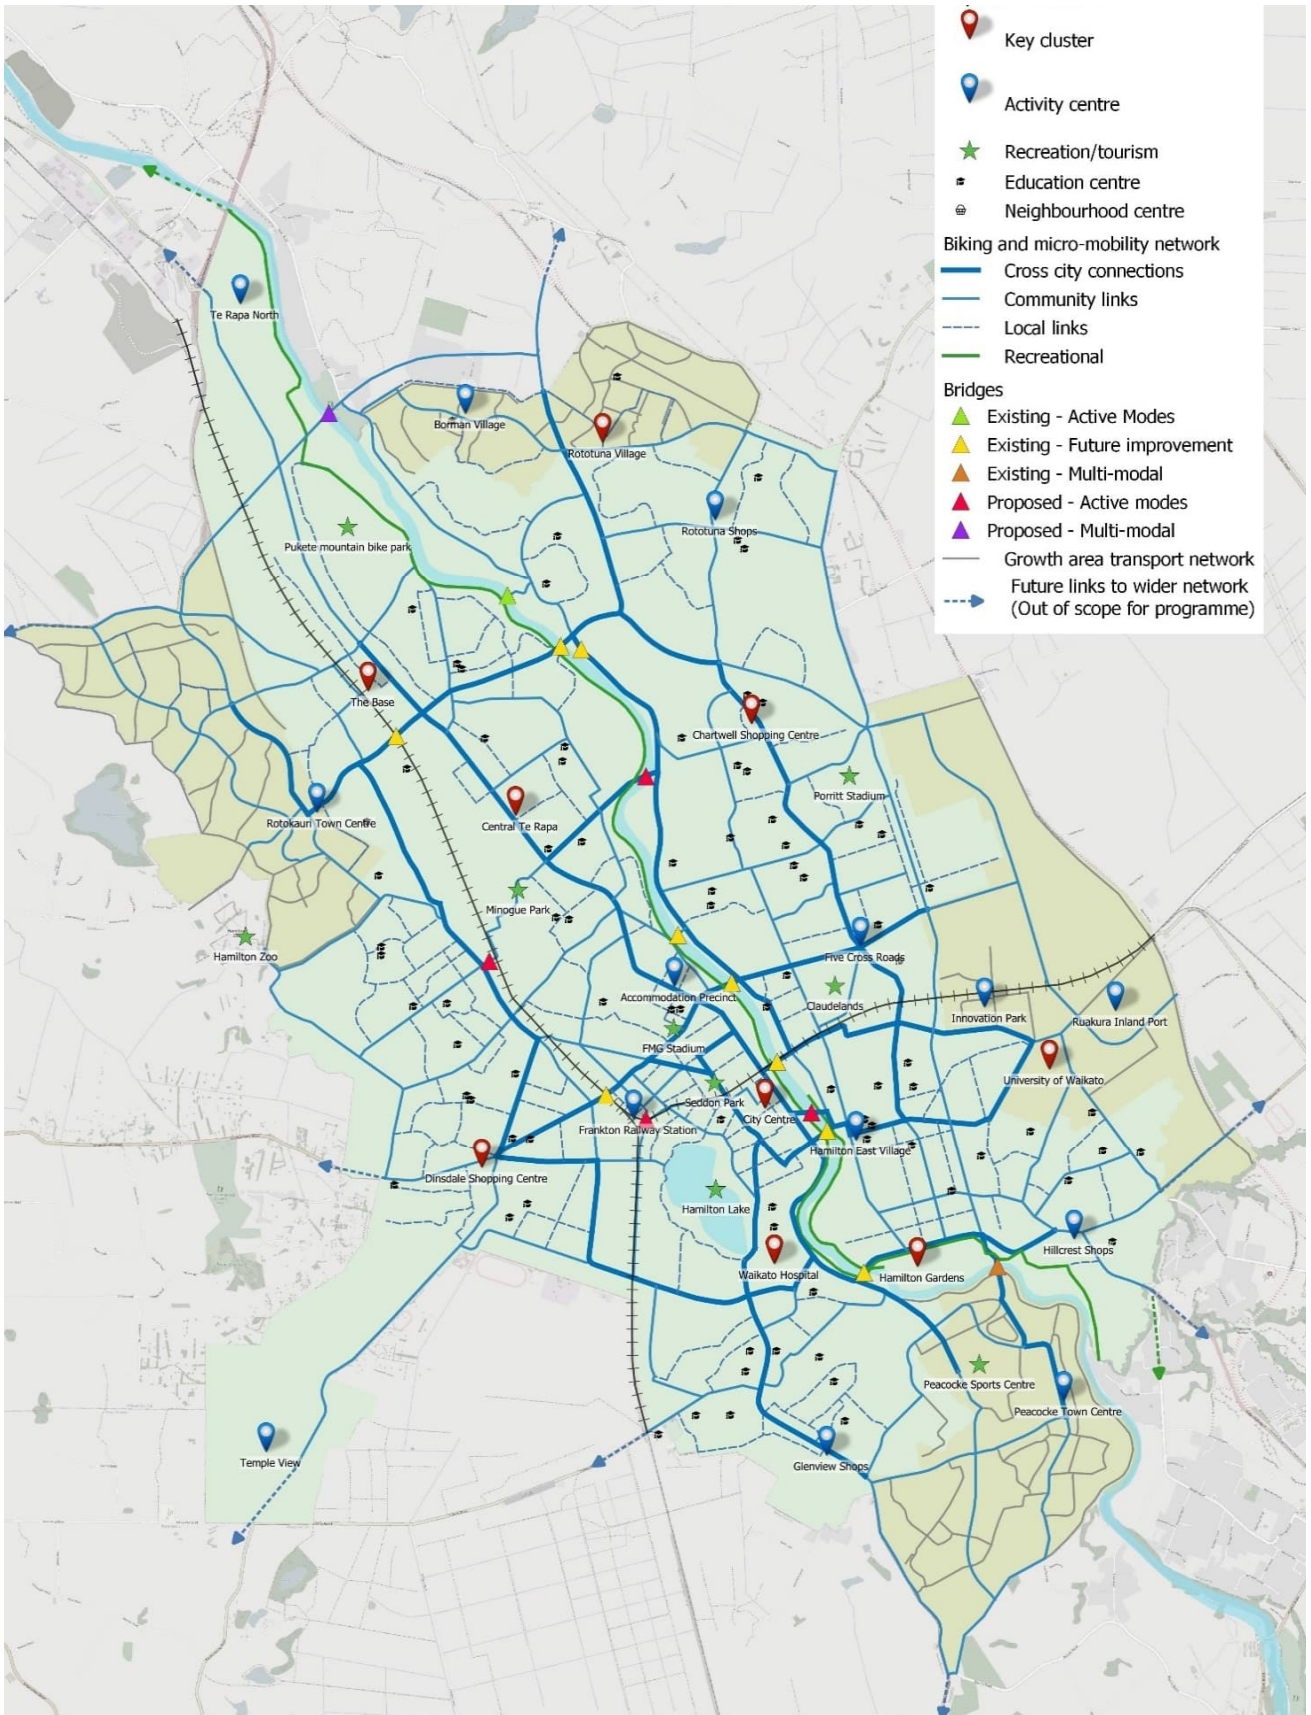 Key cluster
Activity centre
Recreation/tourism
Education centre
Neighbourhood centre
Biking and micro-mobility network
Cross city connections
Community links
Local links
Recreational
Bridges
Existing - Active Modes
Existing - Future improvement
Existing - Multi-modal
Proposed - Active modes
Proposed - Multi-modal
Growth area transport network
Future links to wider network
(Out of scope for programme)
Te Rapa North
Borman Village
Rototuna Village
Rototuna Shops
Pukete mountain bike park
The Base
Chartwell Shopping Centre
Porritt Stadium
Rotokauri Town Centre
Central Te Rapa
Minogue Park
Hamilton Zoo
Five Cross Roads
Accommodation Precinct
Claudelands
Innovation Park
Ruakura Inland Port
FMG Stadium
University of Waikato
Seddon Park
City Centre
Frankton Railway Station
Hamilton East Village
Dinsdale Shopping Centre
Hamilton Lake
Hillcrest Shops
Waikato Hospital
Hamilton Gardens
Peacocke Sports Centre
Peacocke Town Centre
Temple View
Glenview Shops